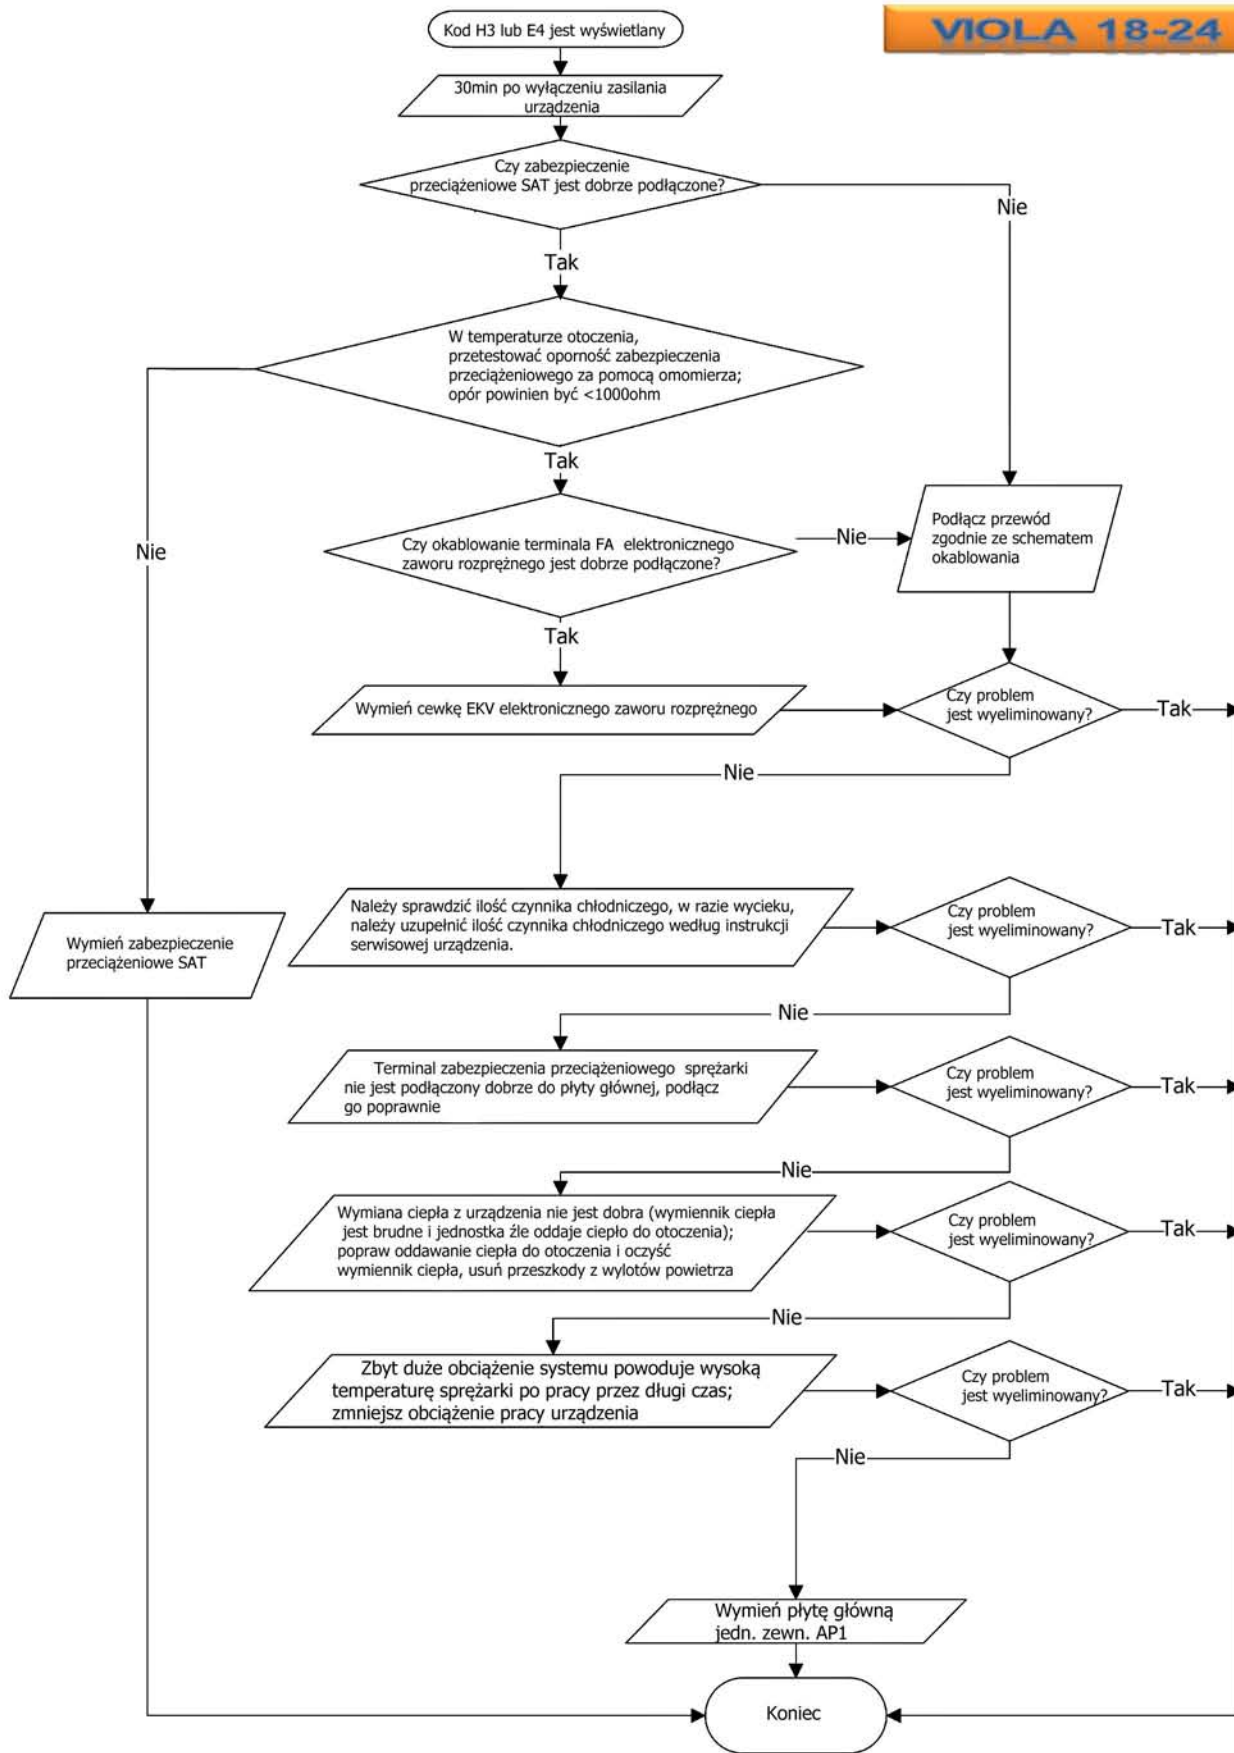 VIOLA 18-24
Kod H3 lub E4 jest wyświetlany
30min po wyłączeniu zasilania
urządzenia
Czy zabezpieczenie
przeciążeniowe SAT jest dobrze podłączone?
Nie
Tak
W temperaturze otoczenia,
przetestować oporność zabezpieczenia
przeciążeniowego za pomocą omomierza;
opór powinien być <1000ohm
Tak
Nie
Czy okablowanie terminala FA elektronicznego
zaworu rozprężnego jest dobrze podłączone?
Nie
Podłącz przewód
zgodnie ze schematem
okablowania
Tak
Wymień cewkę EKV elektronicznego zaworu rozprężnego
Czy problem
jest wyeliminowany?
Tak
Nie
Należy sprawdzić ilość czynnika chłodniczego, w razie wycieku,
należy uzupełnić ilość czynnika chłodniczego według instrukcji
serwisowej urządzenia.
Czy problem
jest wyeliminowany?
Tak
Wymień zabezpieczenie
przeciążeniowe SAT
Nie
Terminal zabezpieczenia przeciążeniowego sprężarki
nie jest podłączony dobrze do płyty głównej, podłącz
go poprawnie
Czy problem
jest wyeliminowany?
Tak
Nie
Wymiana ciepła z urządzenia nie jest dobra (wymiennik ciepła
jest brudne i jednostka źle oddaje ciepło do otoczenia);
popraw oddawanie ciepła do otoczenia i oczyść
wymiennik ciepła, usuń przeszkody z wylotów powietrza
Czy problem
jest wyeliminowany?
Tak
Nie
Zbyt duże obciążenie systemu powoduje wysoką
temperaturę sprężarki po pracy przez długi czas;
zmniejsz obciążenie pracy urządzenia
Czy problem
jest wyeliminowany?
Tak
Nie
Wymień płytę główną
jedn. zewn. AP1
Koniec